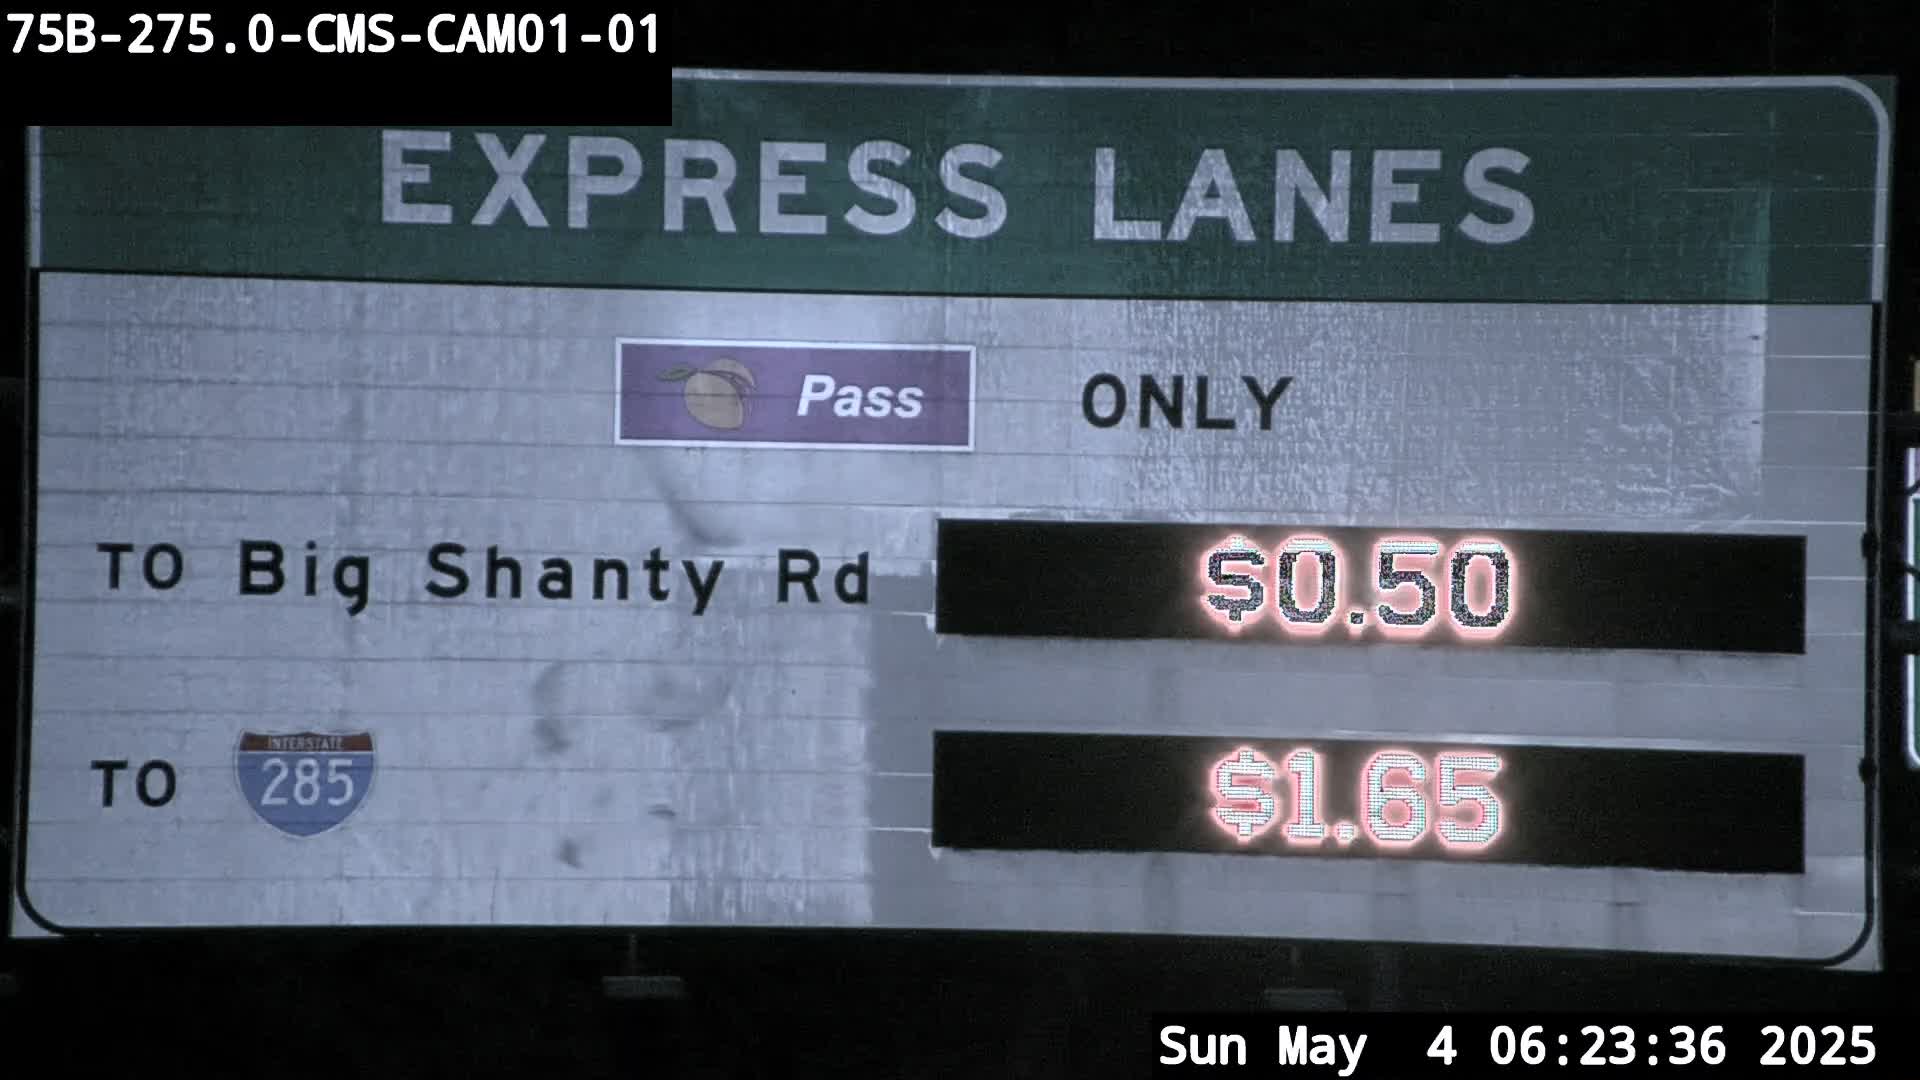 75B-275.0-CMS-CAM01-01
EXPRESS LANES
Pass ONLY
TO Big Shanty Rd $0.50
TO INTERSTATE 285 $1.65
Sun May 4 06:23:36 2025